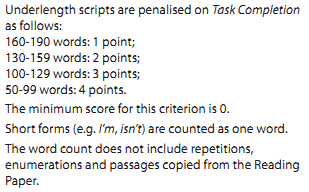 Underlength scripts are penalised on Task Completion
as follows:
160-190 words: 1 point;
130-159 words: 2 points;
100-129 words: 3 points;
50-99 words: 4 points.
The minimum score for this criterion is 0.
Short forms (e.g. I'm, isn't) are counted as one word.
The word count does not include repetitions,
enumerations and passages copied from the Reading
Paper.